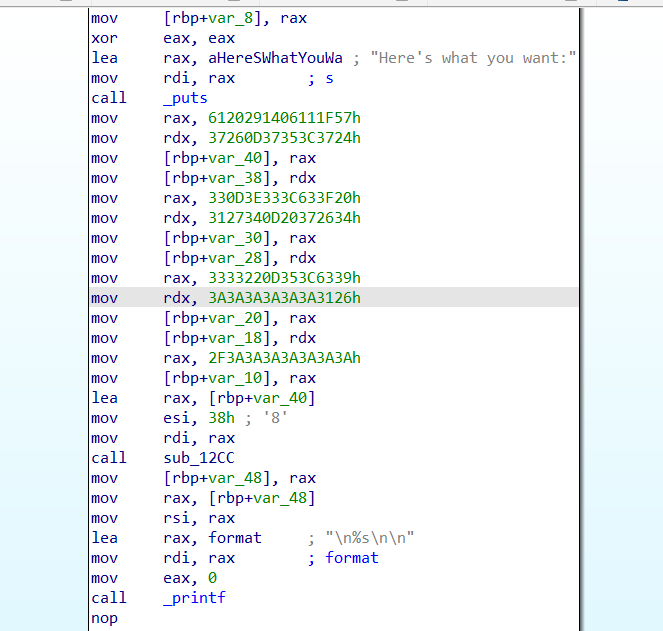 mov [rbp+var_8], rax
xor eax, eax
lea rax, aHereSWhatYouWa ; "Here's what you want:"
mov rdi, rax ; s
call _puts
mov rax, 6120291406111F57h
mov rdx, 37260D37353C3724h
mov [rbp+var_40], rax
mov [rbp+var_38], rdx
mov rax, 330D3E333C633F20h
mov rdx, 3127340D20372634h
mov [rbp+var_30], rax
mov [rbp+var_28], rdx
mov rax, 3333220D353C6339h
mov rdx, 3A3A3A3A3A3A3126h
mov [rbp+var_20], rax
mov [rbp+var_18], rdx
mov rax, 2F3A3A3A3A3A3A3Ah
mov [rbp+var_10], rax
lea rax, [rbp+var_40]
mov esi, 38h ; '8'
mov rdi, rax
call sub_12CC
mov [rbp+var_48], rax
mov rax, [rbp+var_48]
mov rsi, rax
lea rax, format ; "\n%s\n\n"
mov rdi, rax ; format
mov eax, 0
call _printf
nop